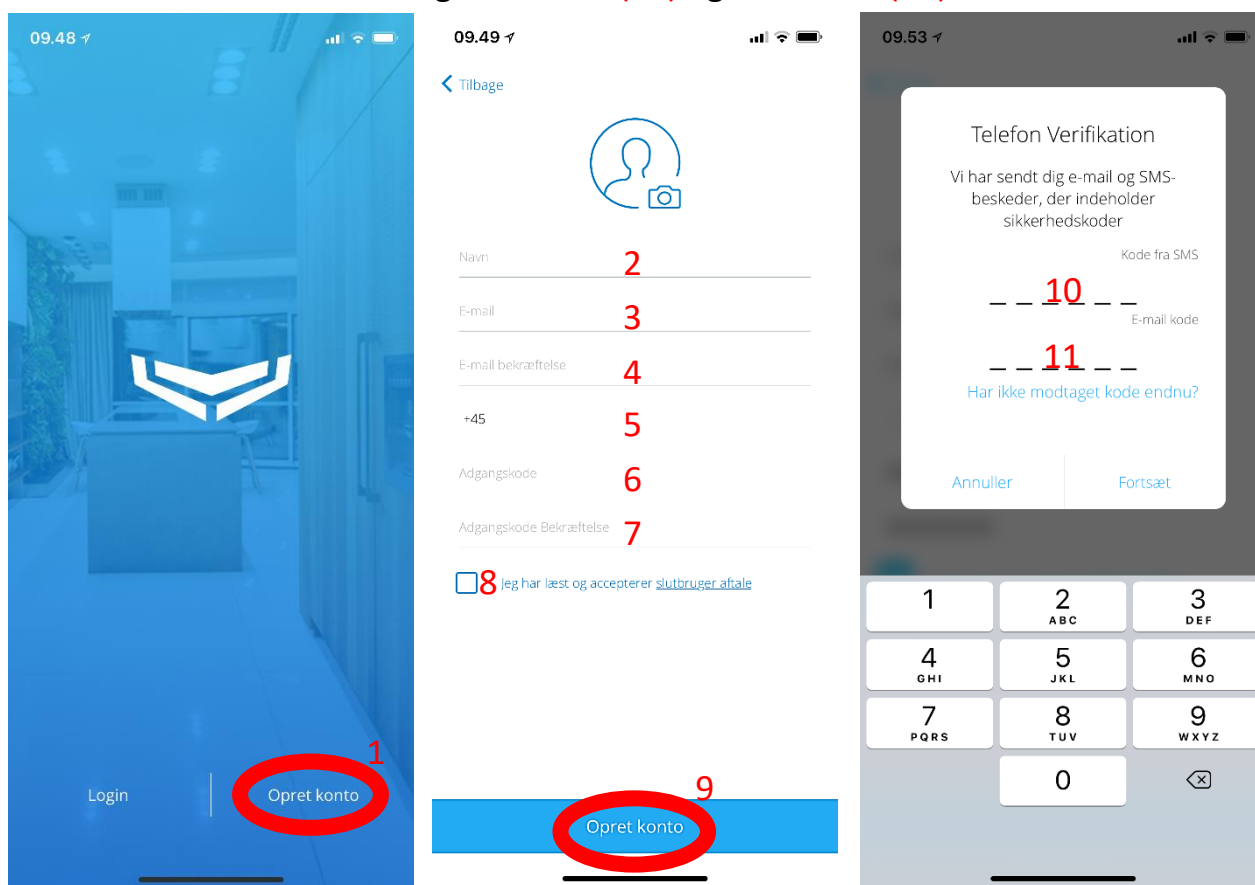 09.48
1
Login
Opret konto
09.49
Tilbage
Navn
2
E-mail
3
E-mail bekræftelse
4
+45
5
Adgangskode
6
Adgangskode Bekræftelse
7
8 Jeg har læst og accepterer slutbruger aftale
9
Opret konto
09.53
Telefon Verifikation
Vi har sendt dig e-mail og SMS-
beskeder, der indeholder
sikkerhedskoder
Kode fra SMS
_ _ 10 _ _
E-mail kode
_ _ 11 _ _
Har ikke modtaget kode endnu?
Annuller Fortsæt
1 2 3
ABC DEF
4 5 6
GHI JKL MNO
7 8 9
PQRS TUV WXYZ
0